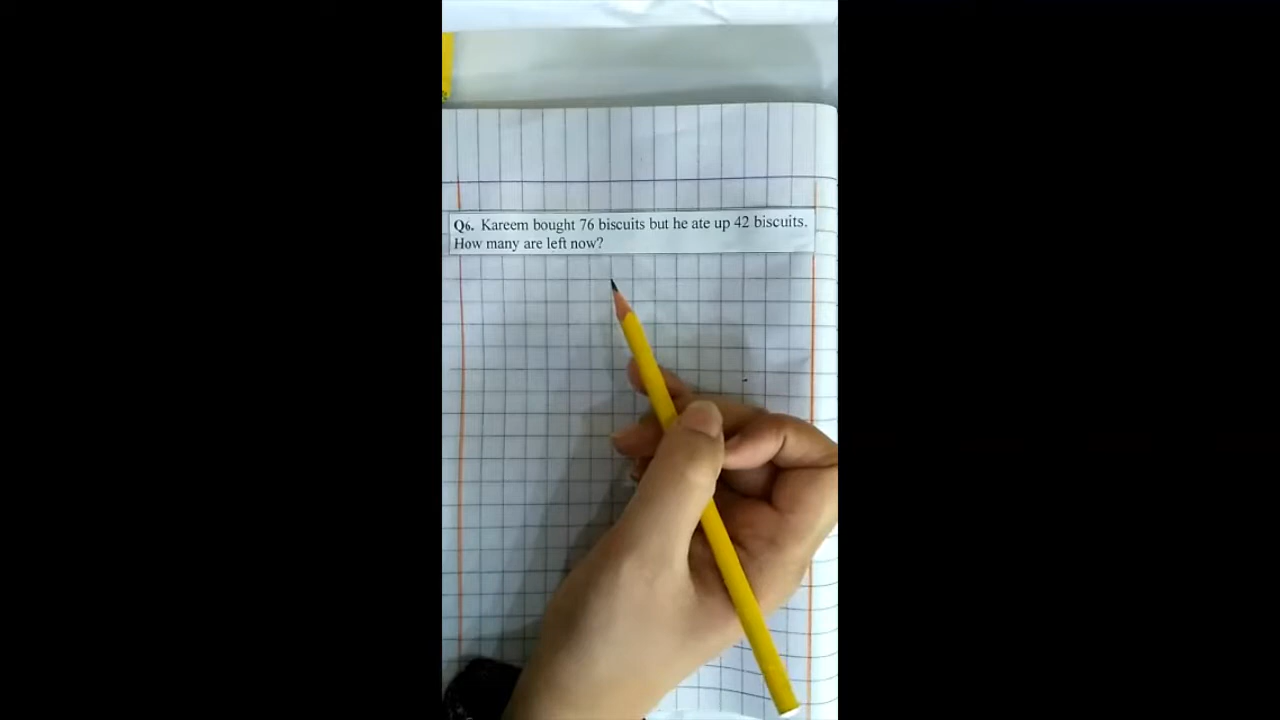 Q6. Kareem bought 76 biscuits but he ate up 42 biscuits.
How many are left now?